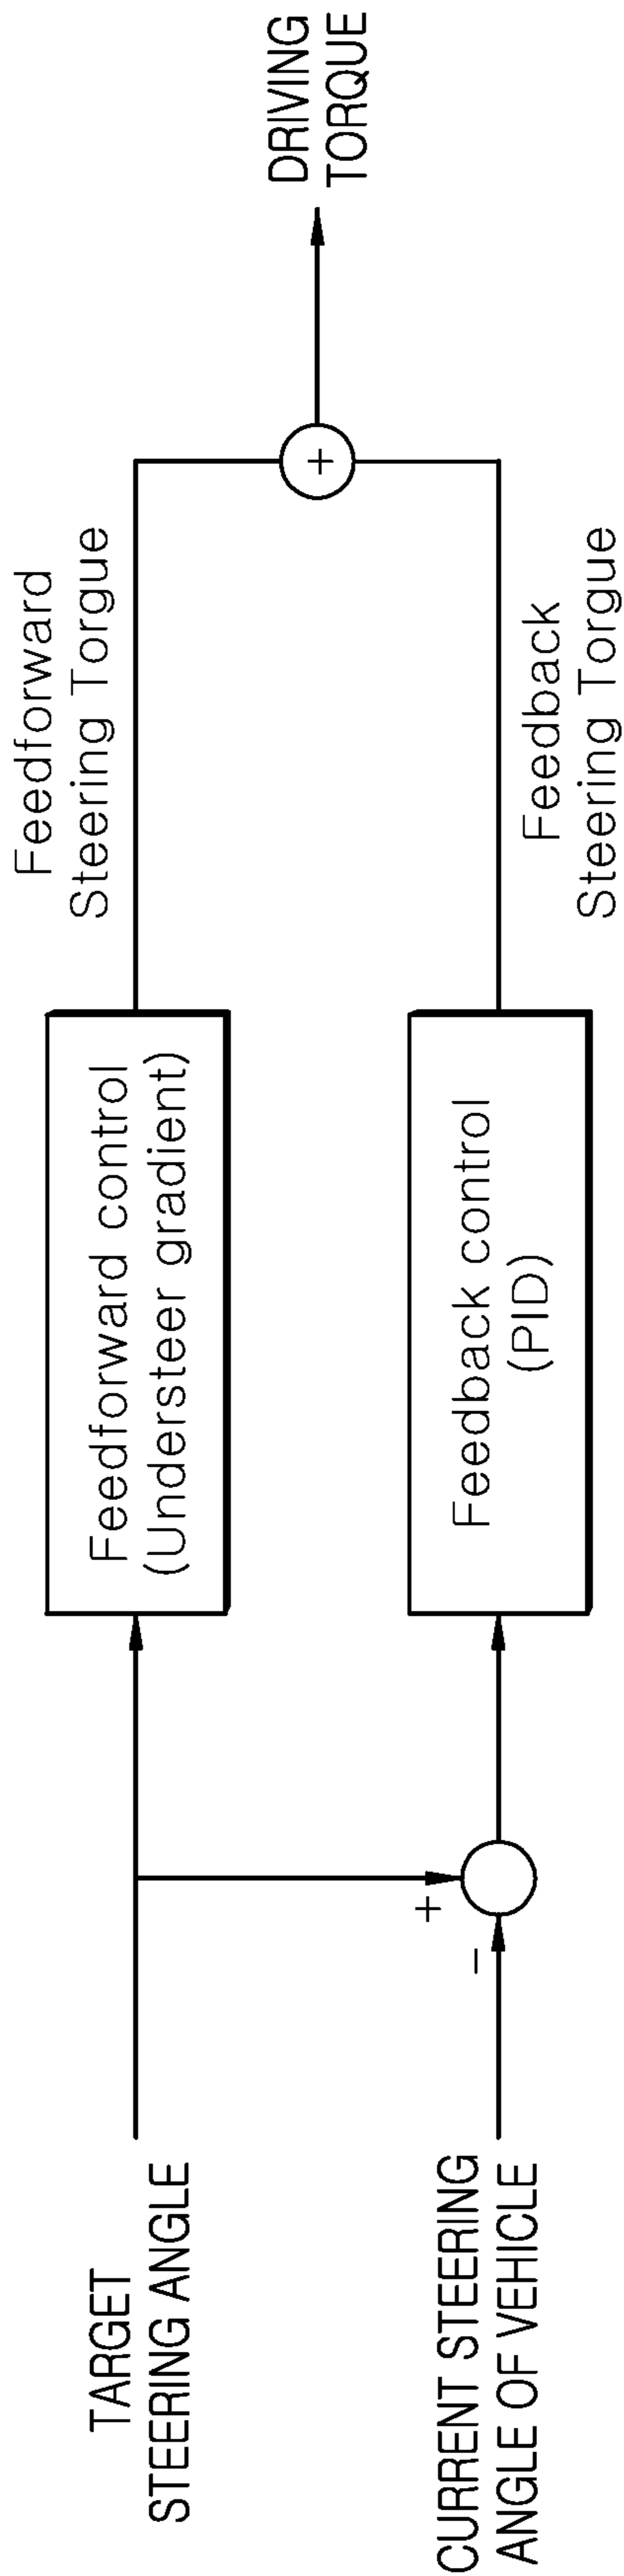 TARGET
STEERING ANGLE
Feedforward control
(Understeer gradient)
Feedforward
Steering Torgue
+
DRIVING
TORQUE
+
-
CURRENT STEERING
ANGLE OF VEHICLE
Feedback control
(PID)
Feedback
Steering Torgue